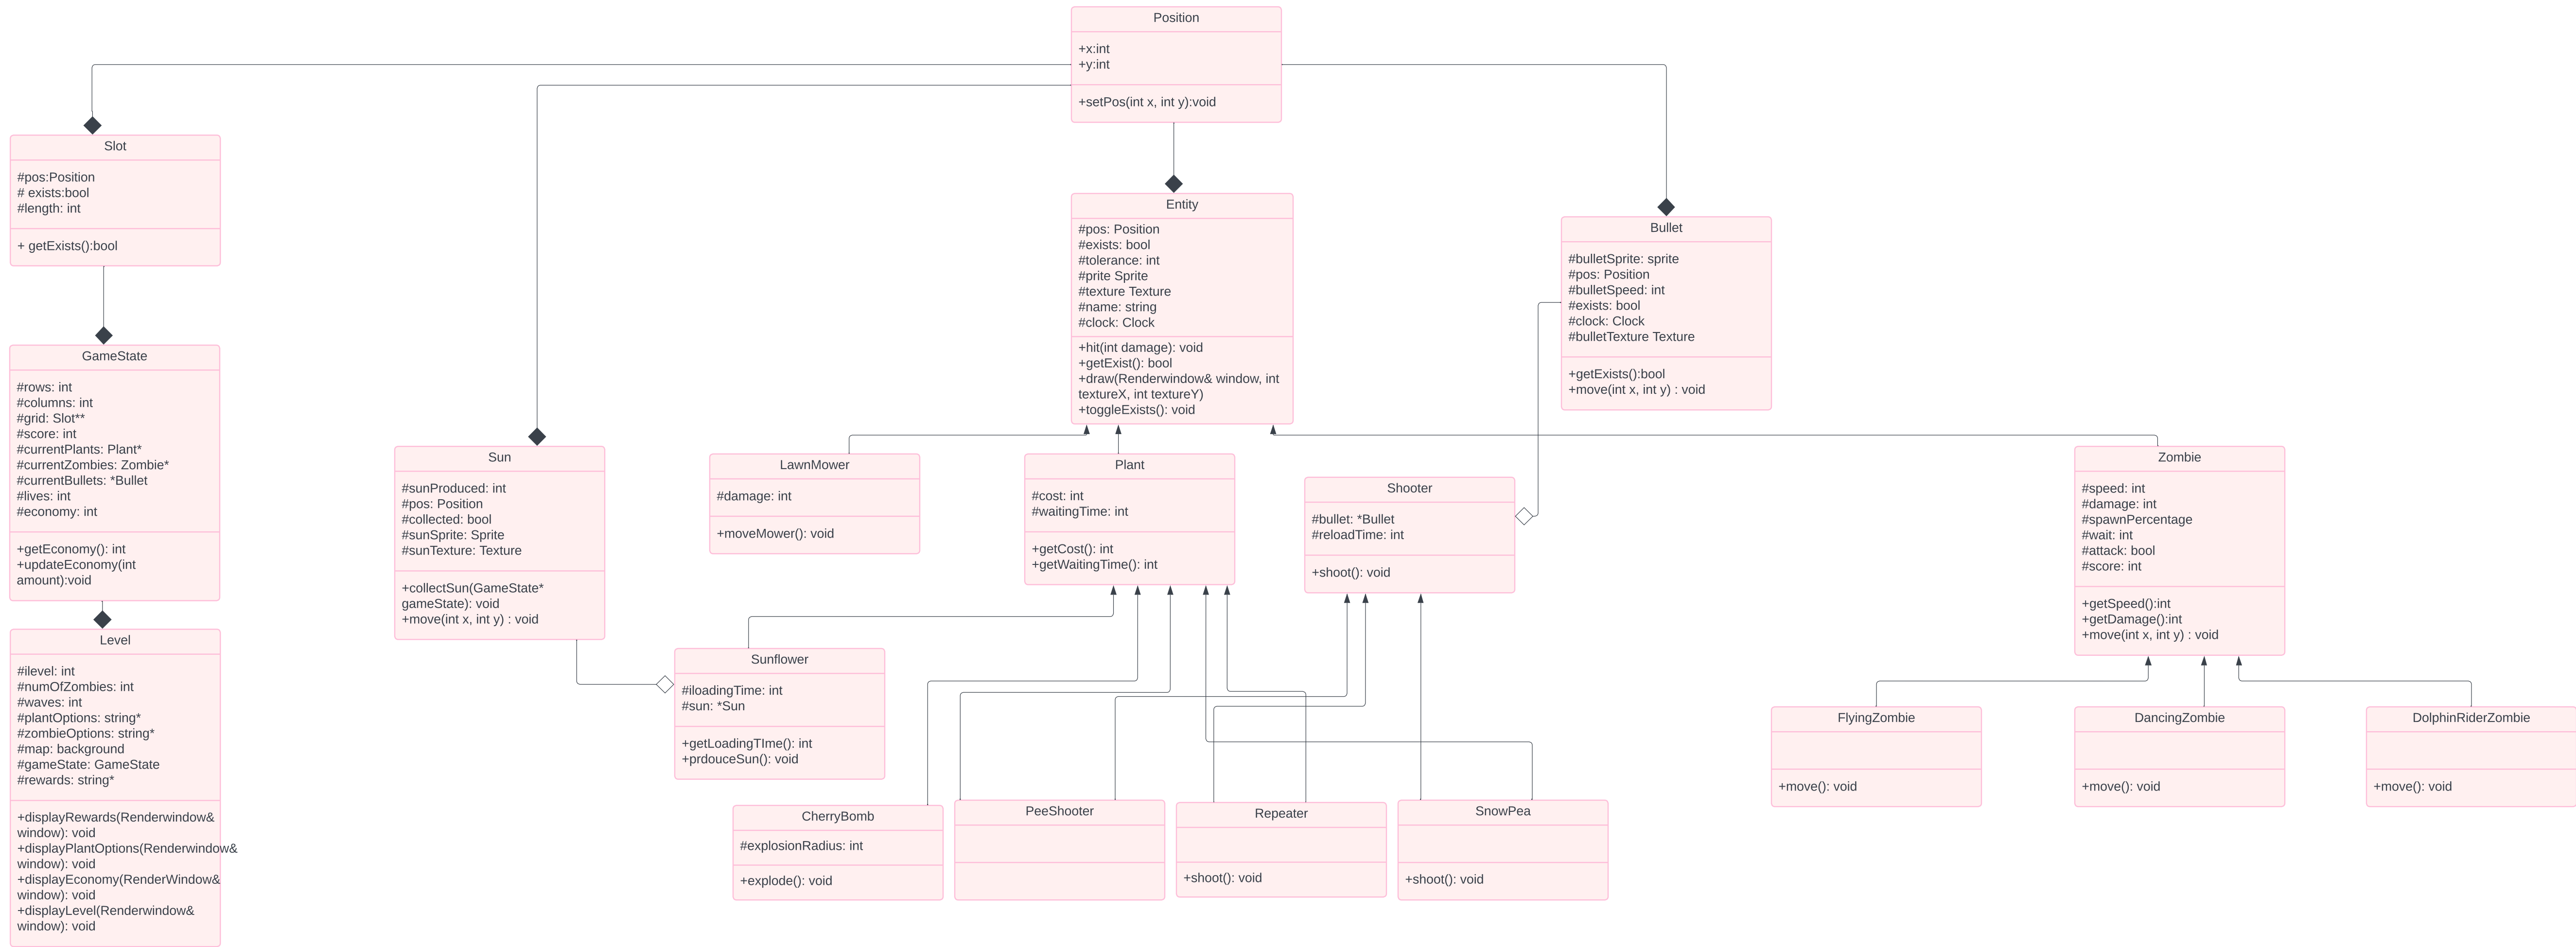 Position
+x:int
+y:int
+setPos(int x, int y):void
Slot
#pos:Position
# exists:bool
#length: int
+ getExists():bool
Entity
#pos: Position
#exists: bool
#tolerance: int
#prite Sprite
#texture Texture
#name: string
#clock: Clock
+hit(int damage): void
+getExist(): bool
+draw(Renderwindow& window, int
textureX, int textureY)
+toggleExists(): void
Bullet
#bulletSprite: sprite
#pos: Position
#bulletSpeed: int
#exists: bool
#clock: Clock
#bulletTexture Texture
+getExists():bool
+move(int x, int y) : void
GameState
#rows: int
#columns: int
#grid: Slot**
#score: int
#currentPlants: Plant*
#currentZombies: Zombie*
#currentBullets: *Bullet
#lives: int
#economy: int
+getEconomy(): int
+updateEconomy(int
amount):void
Sun
#sunProduced: int
#pos: Position
#collected: bool
#sunSprite: Sprite
#sunTexture: Texture
+collectSun(GameState*
gameState): void
+move(int x, int y) : void
LawnMower
#damage: int
+moveMower(): void
Plant
#cost: int
#waitingTime: int
+getCost(): int
+getWaitingTime(): int
Shooter
#bullet: *Bullet
#reloadTime: int
+shoot(): void
Zombie
#speed: int
#damage: int
#spawnPercentage
#wait: int
#attack: bool
#score: int
+getSpeed():int
+getDamage():int
+move(int x, int y) : void
Level
#ilevel: int
#numOfZombies: int
#waves: int
#plantOptions: string*
#zombieOptions: string*
#map: background
#gameState: GameState
#rewards: string*
+displayRewards(Renderwindow&
window): void
+displayPlantOptions(Renderwindow&
window): void
+displayEconomy(RenderWindow&
window): void
+displayLevel(Renderwindow&
window): void
Sunflower
#iloadingTime: int
#sun: *Sun
+getLoadingTIme(): int
+prdouceSun(): void
CherryBomb
#explosionRadius: int
+explode(): void
PeeShooter
Repeater
+shoot(): void
SnowPea
+shoot(): void
FlyingZombie
+move(): void
DancingZombie
+move(): void
DolphinRiderZombie
+move(): void